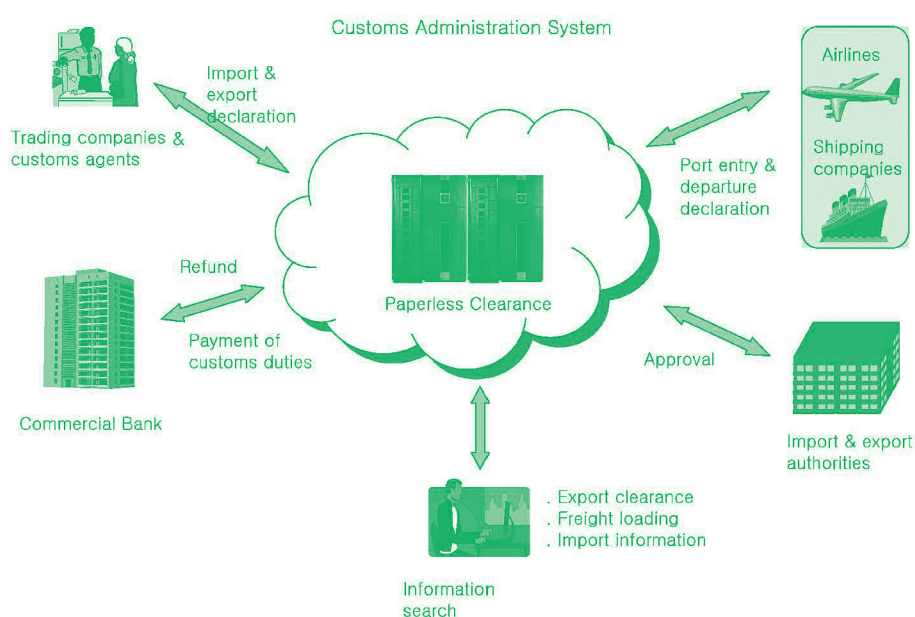 Customs Administration System
Import &
export
declaration
Trading companies &
customs agents
Airlines
Shipping
companies
Port entry &
departure
declaration
Paperless Clearance
Refund
Payment of
customs duties
Commercial Bank
Approval
Import & export
authorities
. Export clearance
. Freight loading
. Import information
Information
search